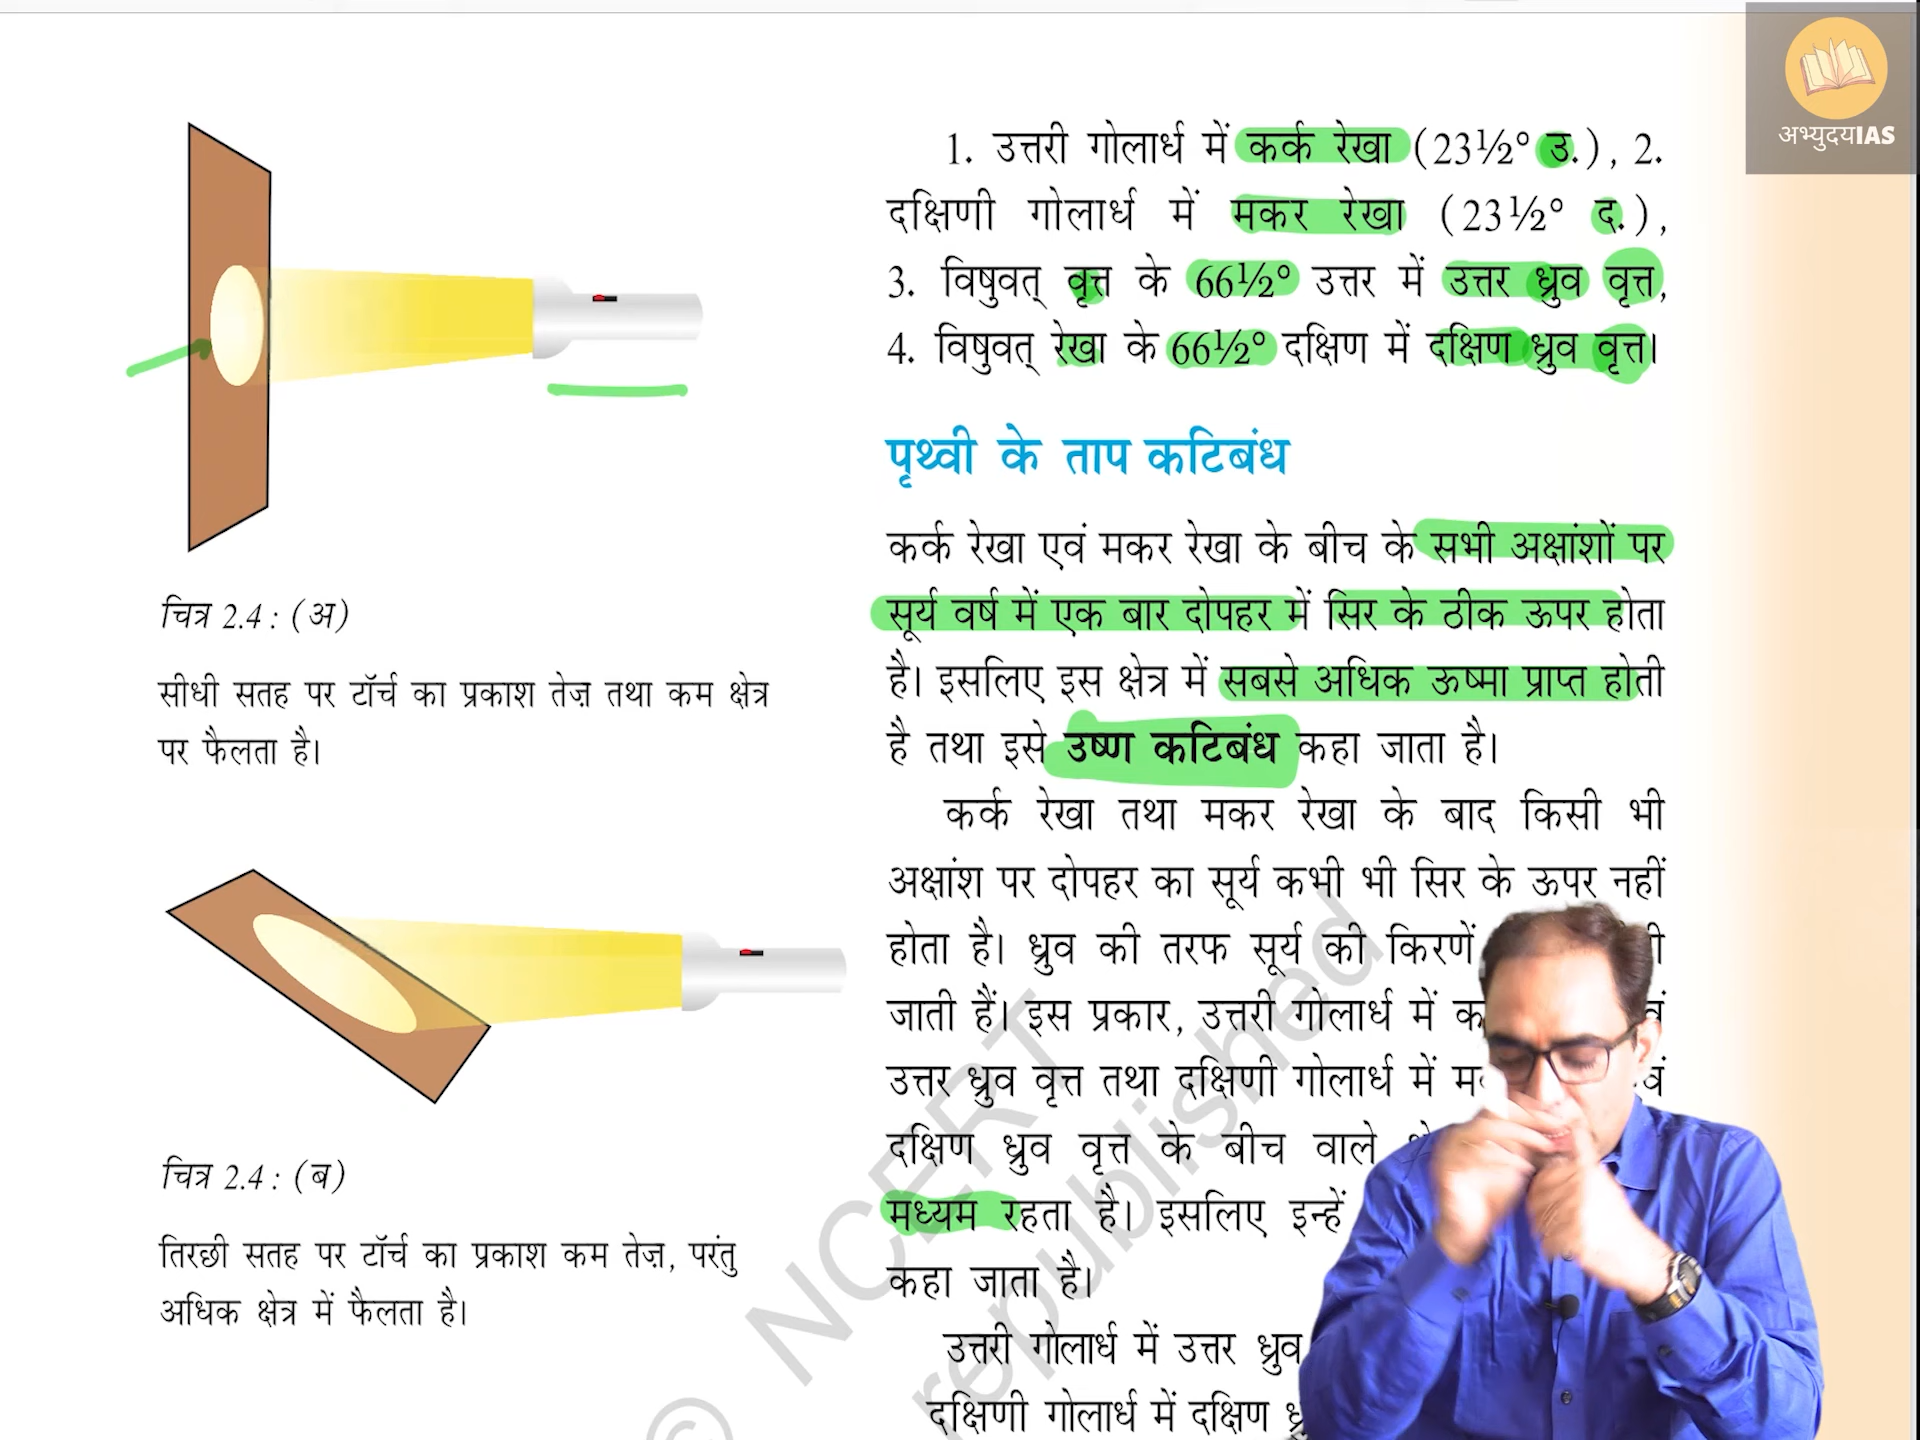 अभ्युदयIAS
चित्र 2.4 : (अ)
सीधी सतह पर टॉर्च का प्रकाश तेज़ तथा कम क्षेत्र
पर फैलता है।
चित्र 2.4 : (ब)
तिरछी सतह पर टॉर्च का प्रकाश कम तेज़, परंतु
अधिक क्षेत्र में फैलता है।
1. उत्तरी गोलार्ध में कर्क रेखा (23½° उ.), 2.
दक्षिणी गोलार्ध में मकर रेखा (23½° द.),
3. विषुवत् वृत्त के 66½° उत्तर में उत्तर ध्रुव वृत्त,
4. विषुवत् रेखा के 66½° दक्षिण में दक्षिण ध्रुव वृत्त।
पृथ्वी के ताप कटिबंध
कर्क रेखा एवं मकर रेखा के बीच के सभी अक्षांशों पर
सूर्य वर्ष में एक बार दोपहर में सिर के ठीक ऊपर होता
है। इसलिए इस क्षेत्र में सबसे अधिक ऊष्मा प्राप्त होती
है तथा इसे उष्ण कटिबंध कहा जाता है।
कर्क रेखा तथा मकर रेखा के बाद किसी भी
अक्षांश पर दोपहर का सूर्य कभी भी सिर के ऊपर नहीं
होता है। ध्रुव की तरफ सूर्य की किरणें
जाती हैं। इस प्रकार, उत्तरी गोलार्ध में
उत्तर ध्रुव वृत्त तथा दक्षिणी गोलार्ध में
दक्षिण ध्रुव वृत्त के बीच वाले
मध्यम रहता है। इसलिए इन्हें
कहा जाता है।
उत्तरी गोलार्ध में उत्तर ध्रुव
दक्षिणी गोलार्ध में दक्षिण
© NCERT
republished